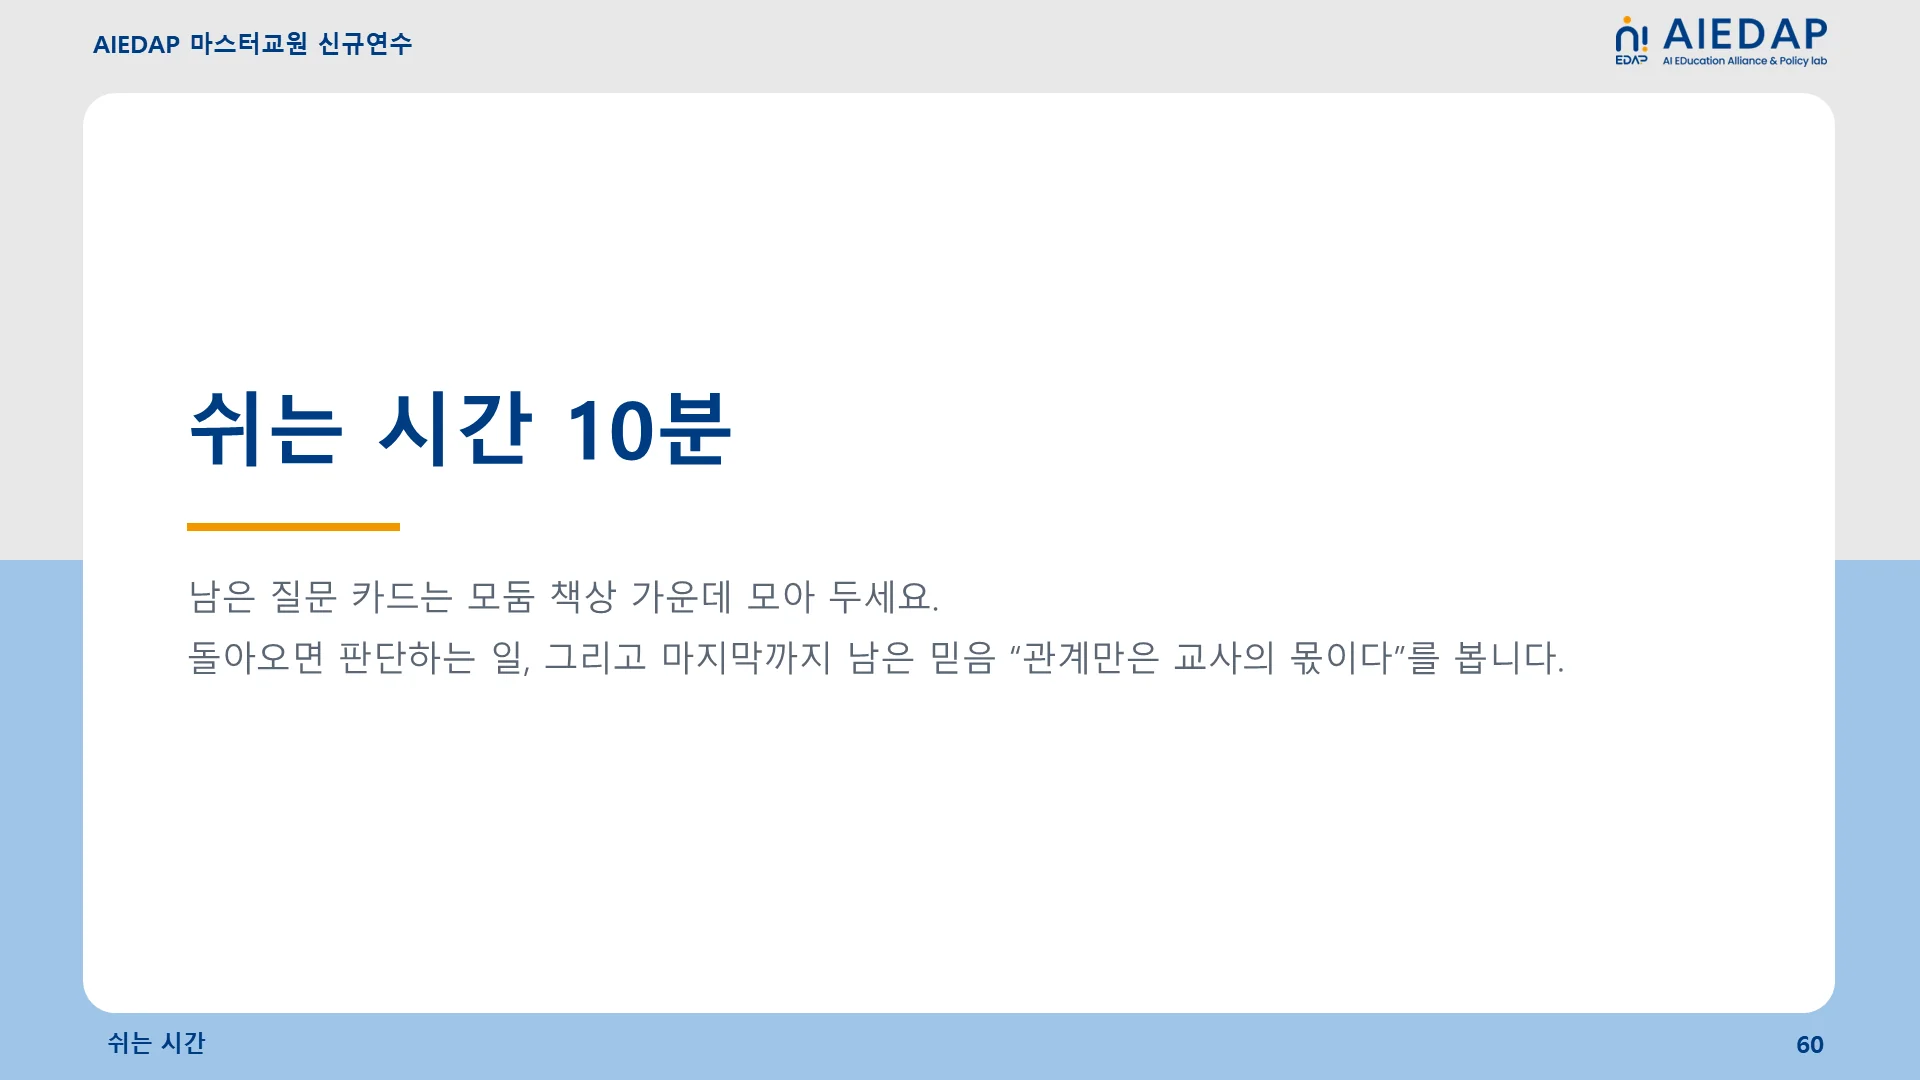 AIEDAP 마스터교원 신규연수
EDAP
AIEDAP
AI EDucation Alliance & Policy lab
쉬는 시간 10분
남은 질문 카드는 모둠 책상 가운데 모아 두세요.
돌아오면 판단하는 일, 그리고 마지막까지 남은 믿음 “관계만은 교사의 몫이다”를 봅니다.
쉬는 시간
60